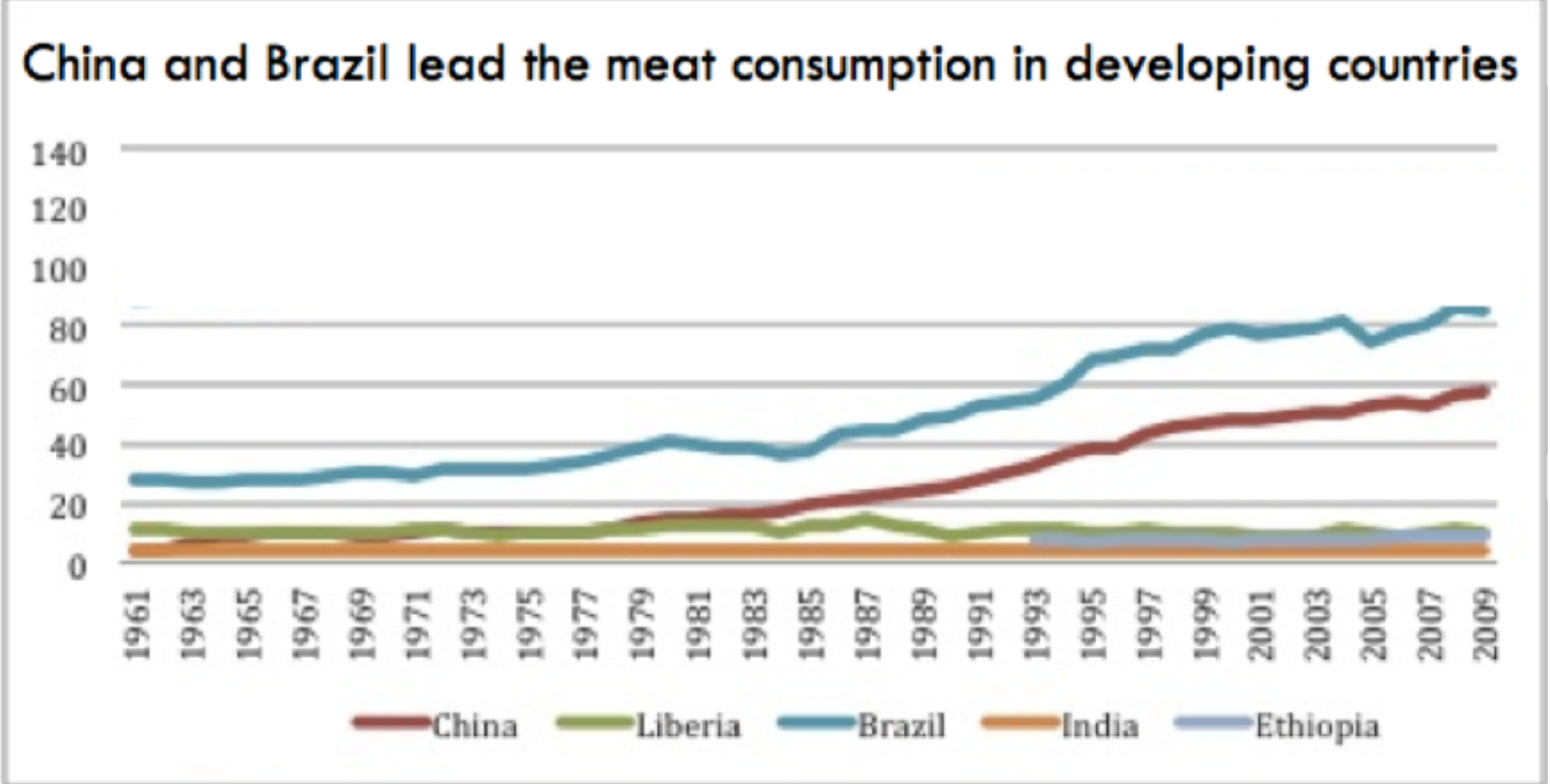 China and Brazil lead the meat consumption in developing countries
140
120
100
80
60
40
20
0
1961 1963 1965 1967 1969 1971 1973 1975 1977 1979 1981 1983 1985 1987 1989 1991 19993 1995 1997 19999 2001 2003 2005 2007 2009
China Liberia Brazil India Ethiopia